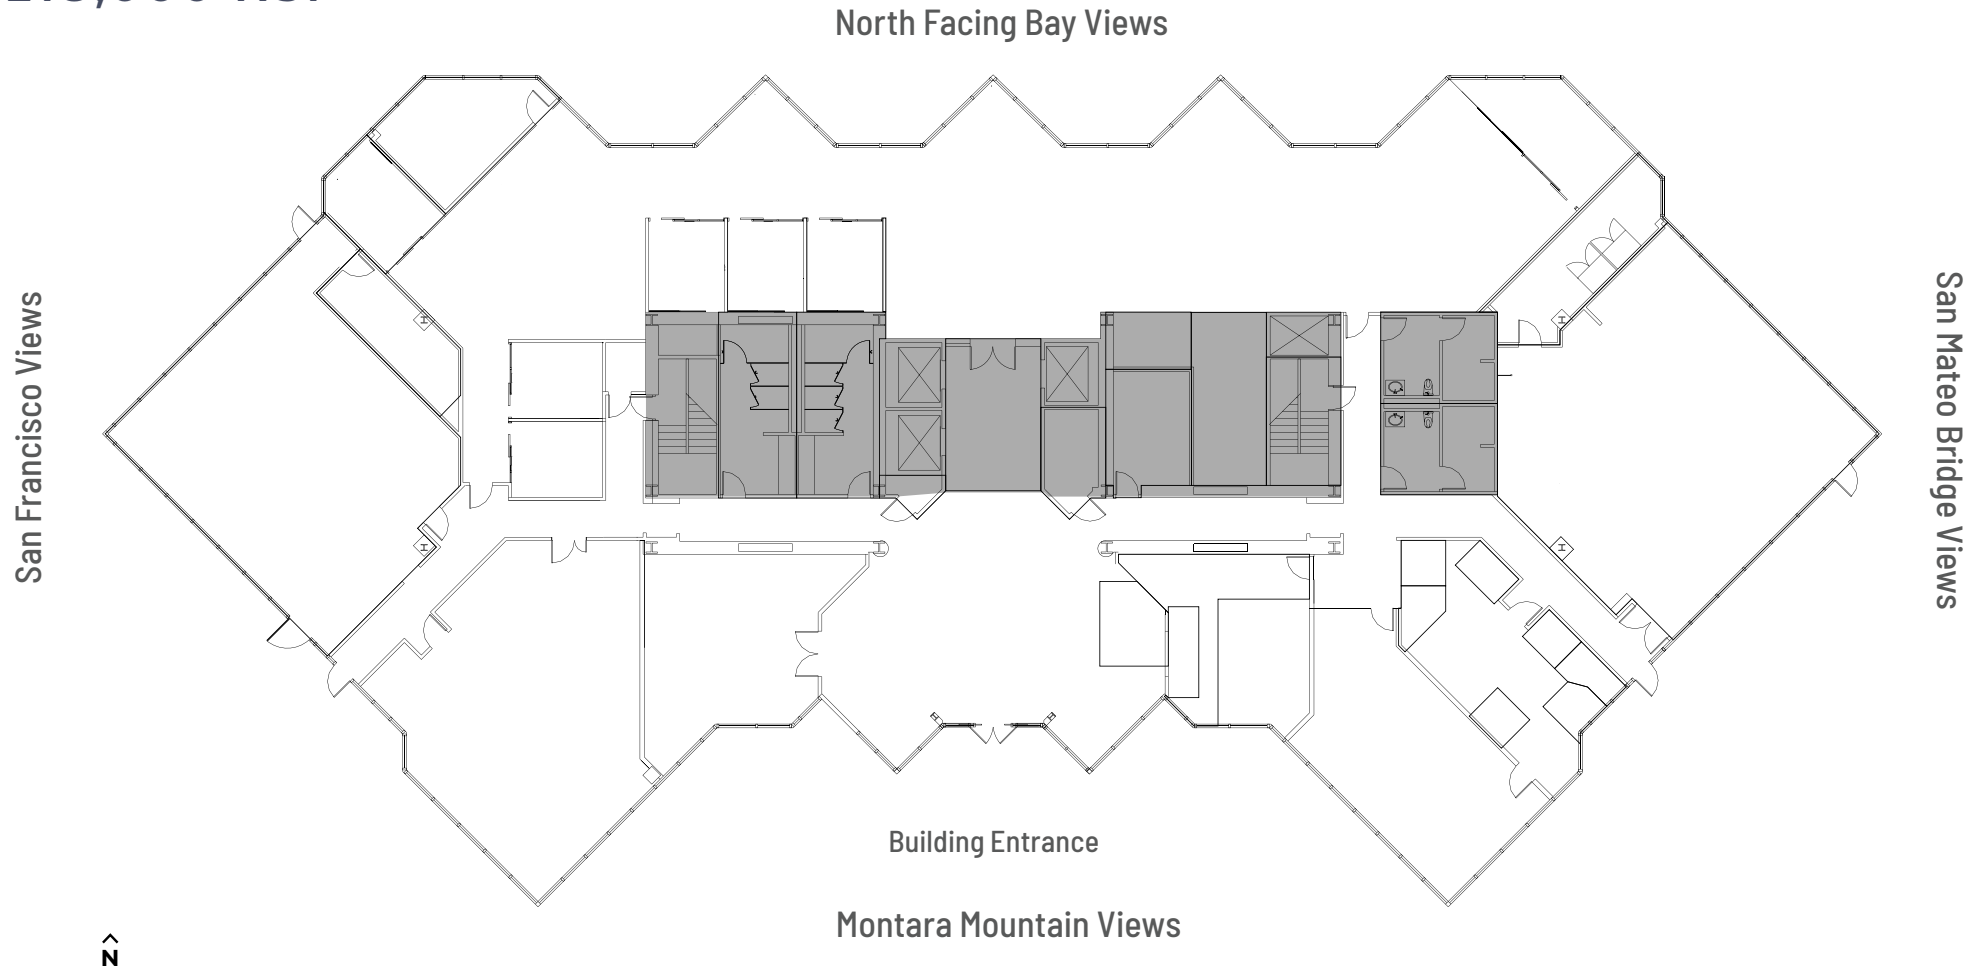 North Facing Bay Views
San Francisco Views
San Mateo Bridge Views
Building Entrance
Montara Mountain Views
N